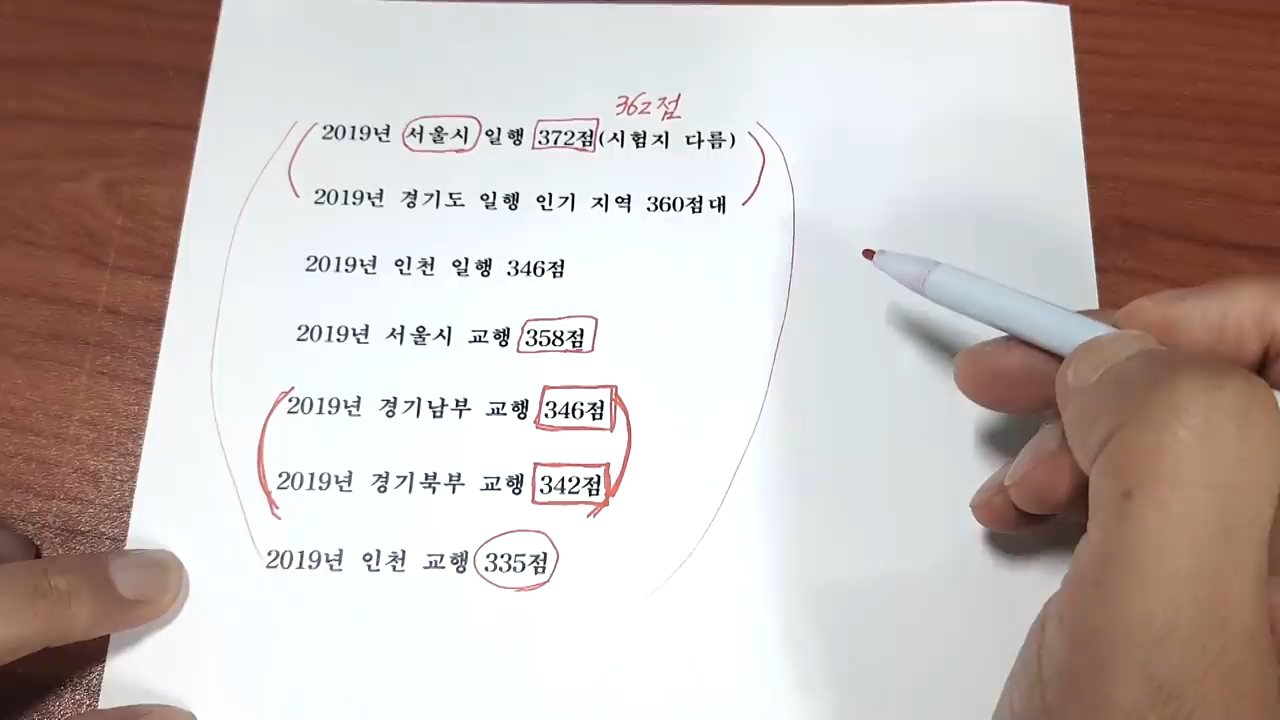 362점
2019년 서울시 일행 372점(시험지 다름)
2019년 경기도 일행 인기 지역 360점대
2019년 인천 일행 346점
2019년 서울시 교행 358점
2019년 경기남부 교행 346점
2019년 경기북부 교행 342점
2019년 인천 교행 335점